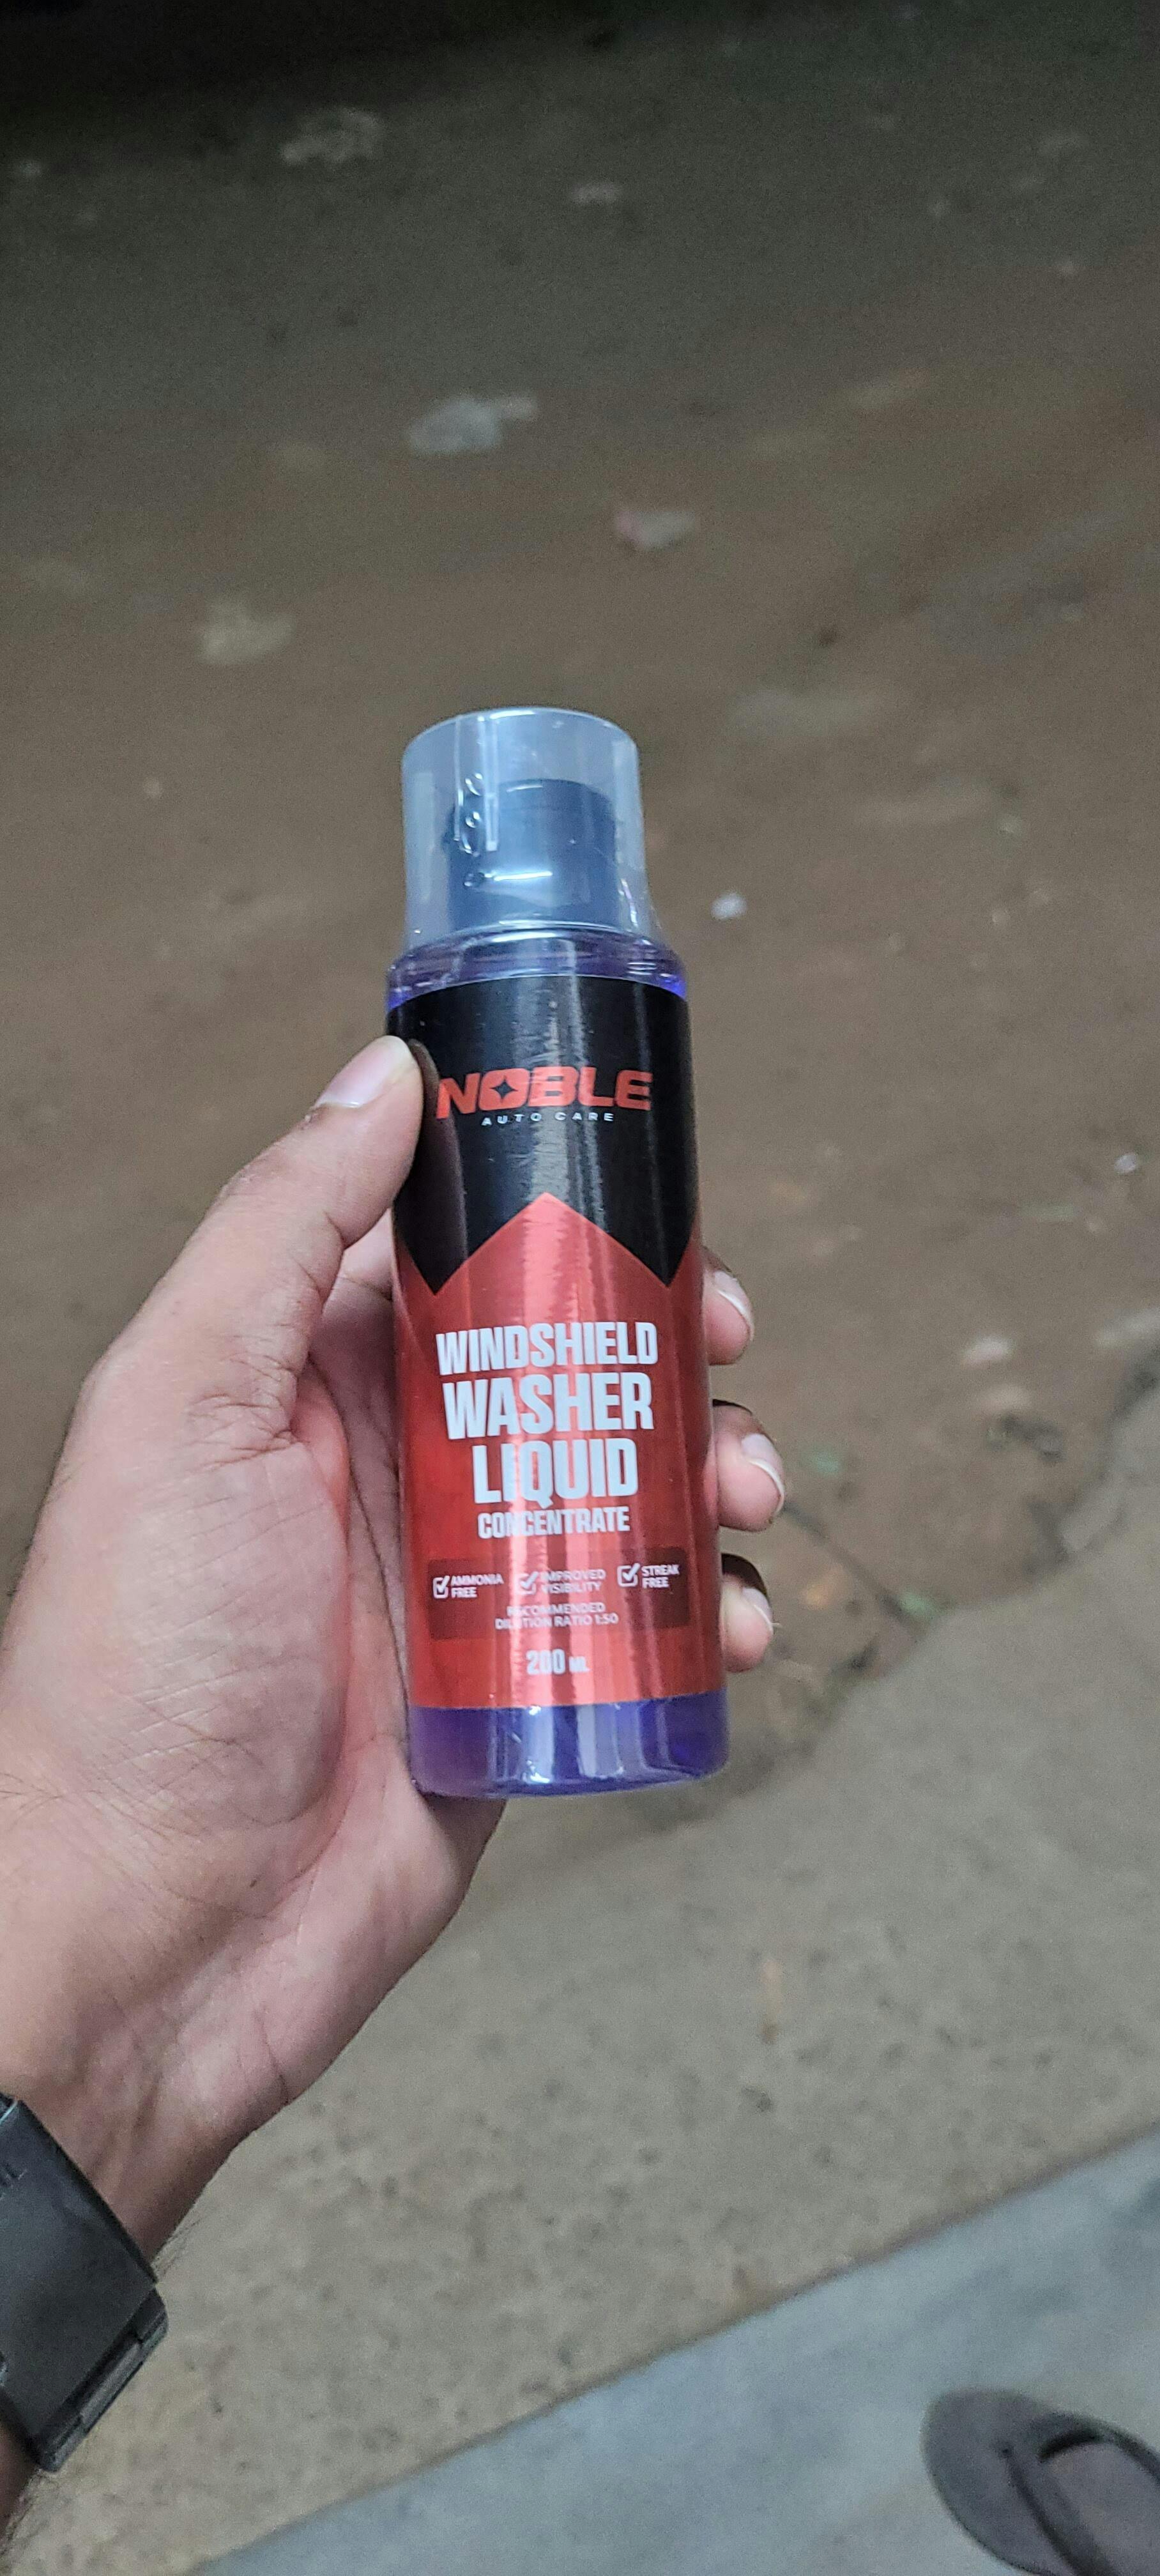 NOBLE
AUTO CARE
WINDSHIELD
WASHER
LIQUID
CONCENTRATE
AMMONIA FREE
IMPROVED VISIBILITY
STREAK FREE
RECOMMENDED
DILUTION RATIO 1:50
200 ML